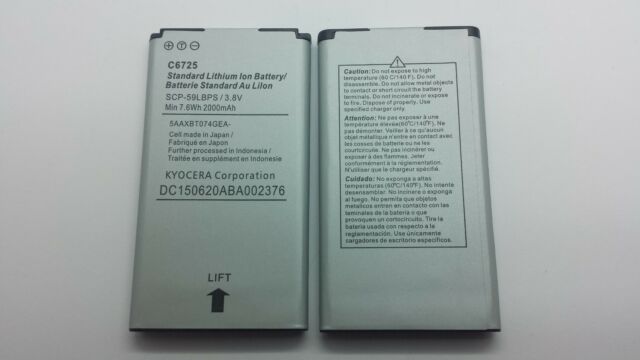 C6725
Standard Lithium Ion Battery/
Batterie Standard Au LiIon
SCP-59LBPS / 3.8V
Min 7.6Wh 2000mAh
5AAXBT074GEA-
Cell made in Japan /
Fabriqué en Japon
Further processed in Indonesia /
Traitée en supplément en Indonesie
KYOCERA Corporation
DC150620ABA002376
LIFT
Caution: Do not expose to high
temperature (60°C/140°F). Do not
disassemble. Do not allow metal objects
to contact or short circuit the battery
terminals. Do not incinerate or expose
to fire. Dispose Properly. Use
specified charger only.
Attention: Ne pas exposer à une
température élevée(60°C/140°F). Ne
pas démonter. Veiller à ce qu'aucun
objet métallique n'entre en contact avec
les cosses de batterie ou ne les
courtcircuite. Ne pas incinérer
ou exposer à des flammes. Jeter
conformément à la réglementation.
N'utiliser que le chargeur spécifié.
Cuidado: No exponga a altas
temperaturas (60°C/140°F). No intente
desensamblar. No incinere o exponga
al fuego. No permita que objetos
metalicos entren en contacto con las
teminales de la bateria o que provoquen
un cortocircuito. Tire la
bateria usada con respecto a la
reglamentación. Use únicamente
cargadores de escritorio específicos.